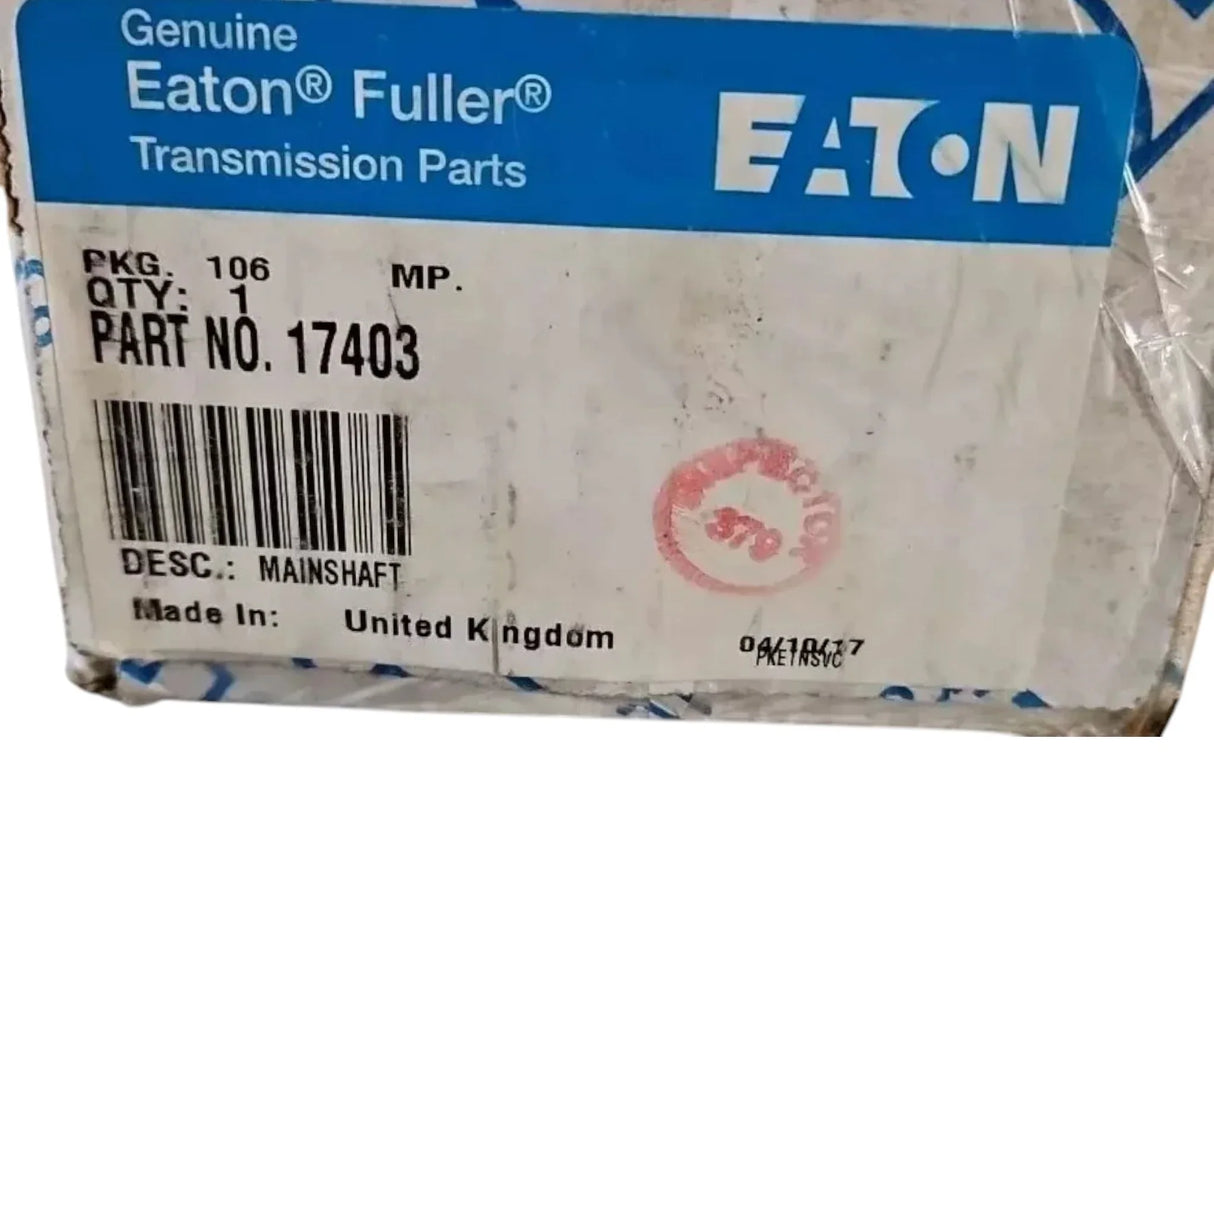 Genuine
Eaton® Fuller®
Transmission Parts
EATON
PKG. 106 MP.
QTY: 1
PART NO. 17403
DESC.: MAINSHAFT
Made In: United Kingdom
04/10/17
PKETNSVC
379